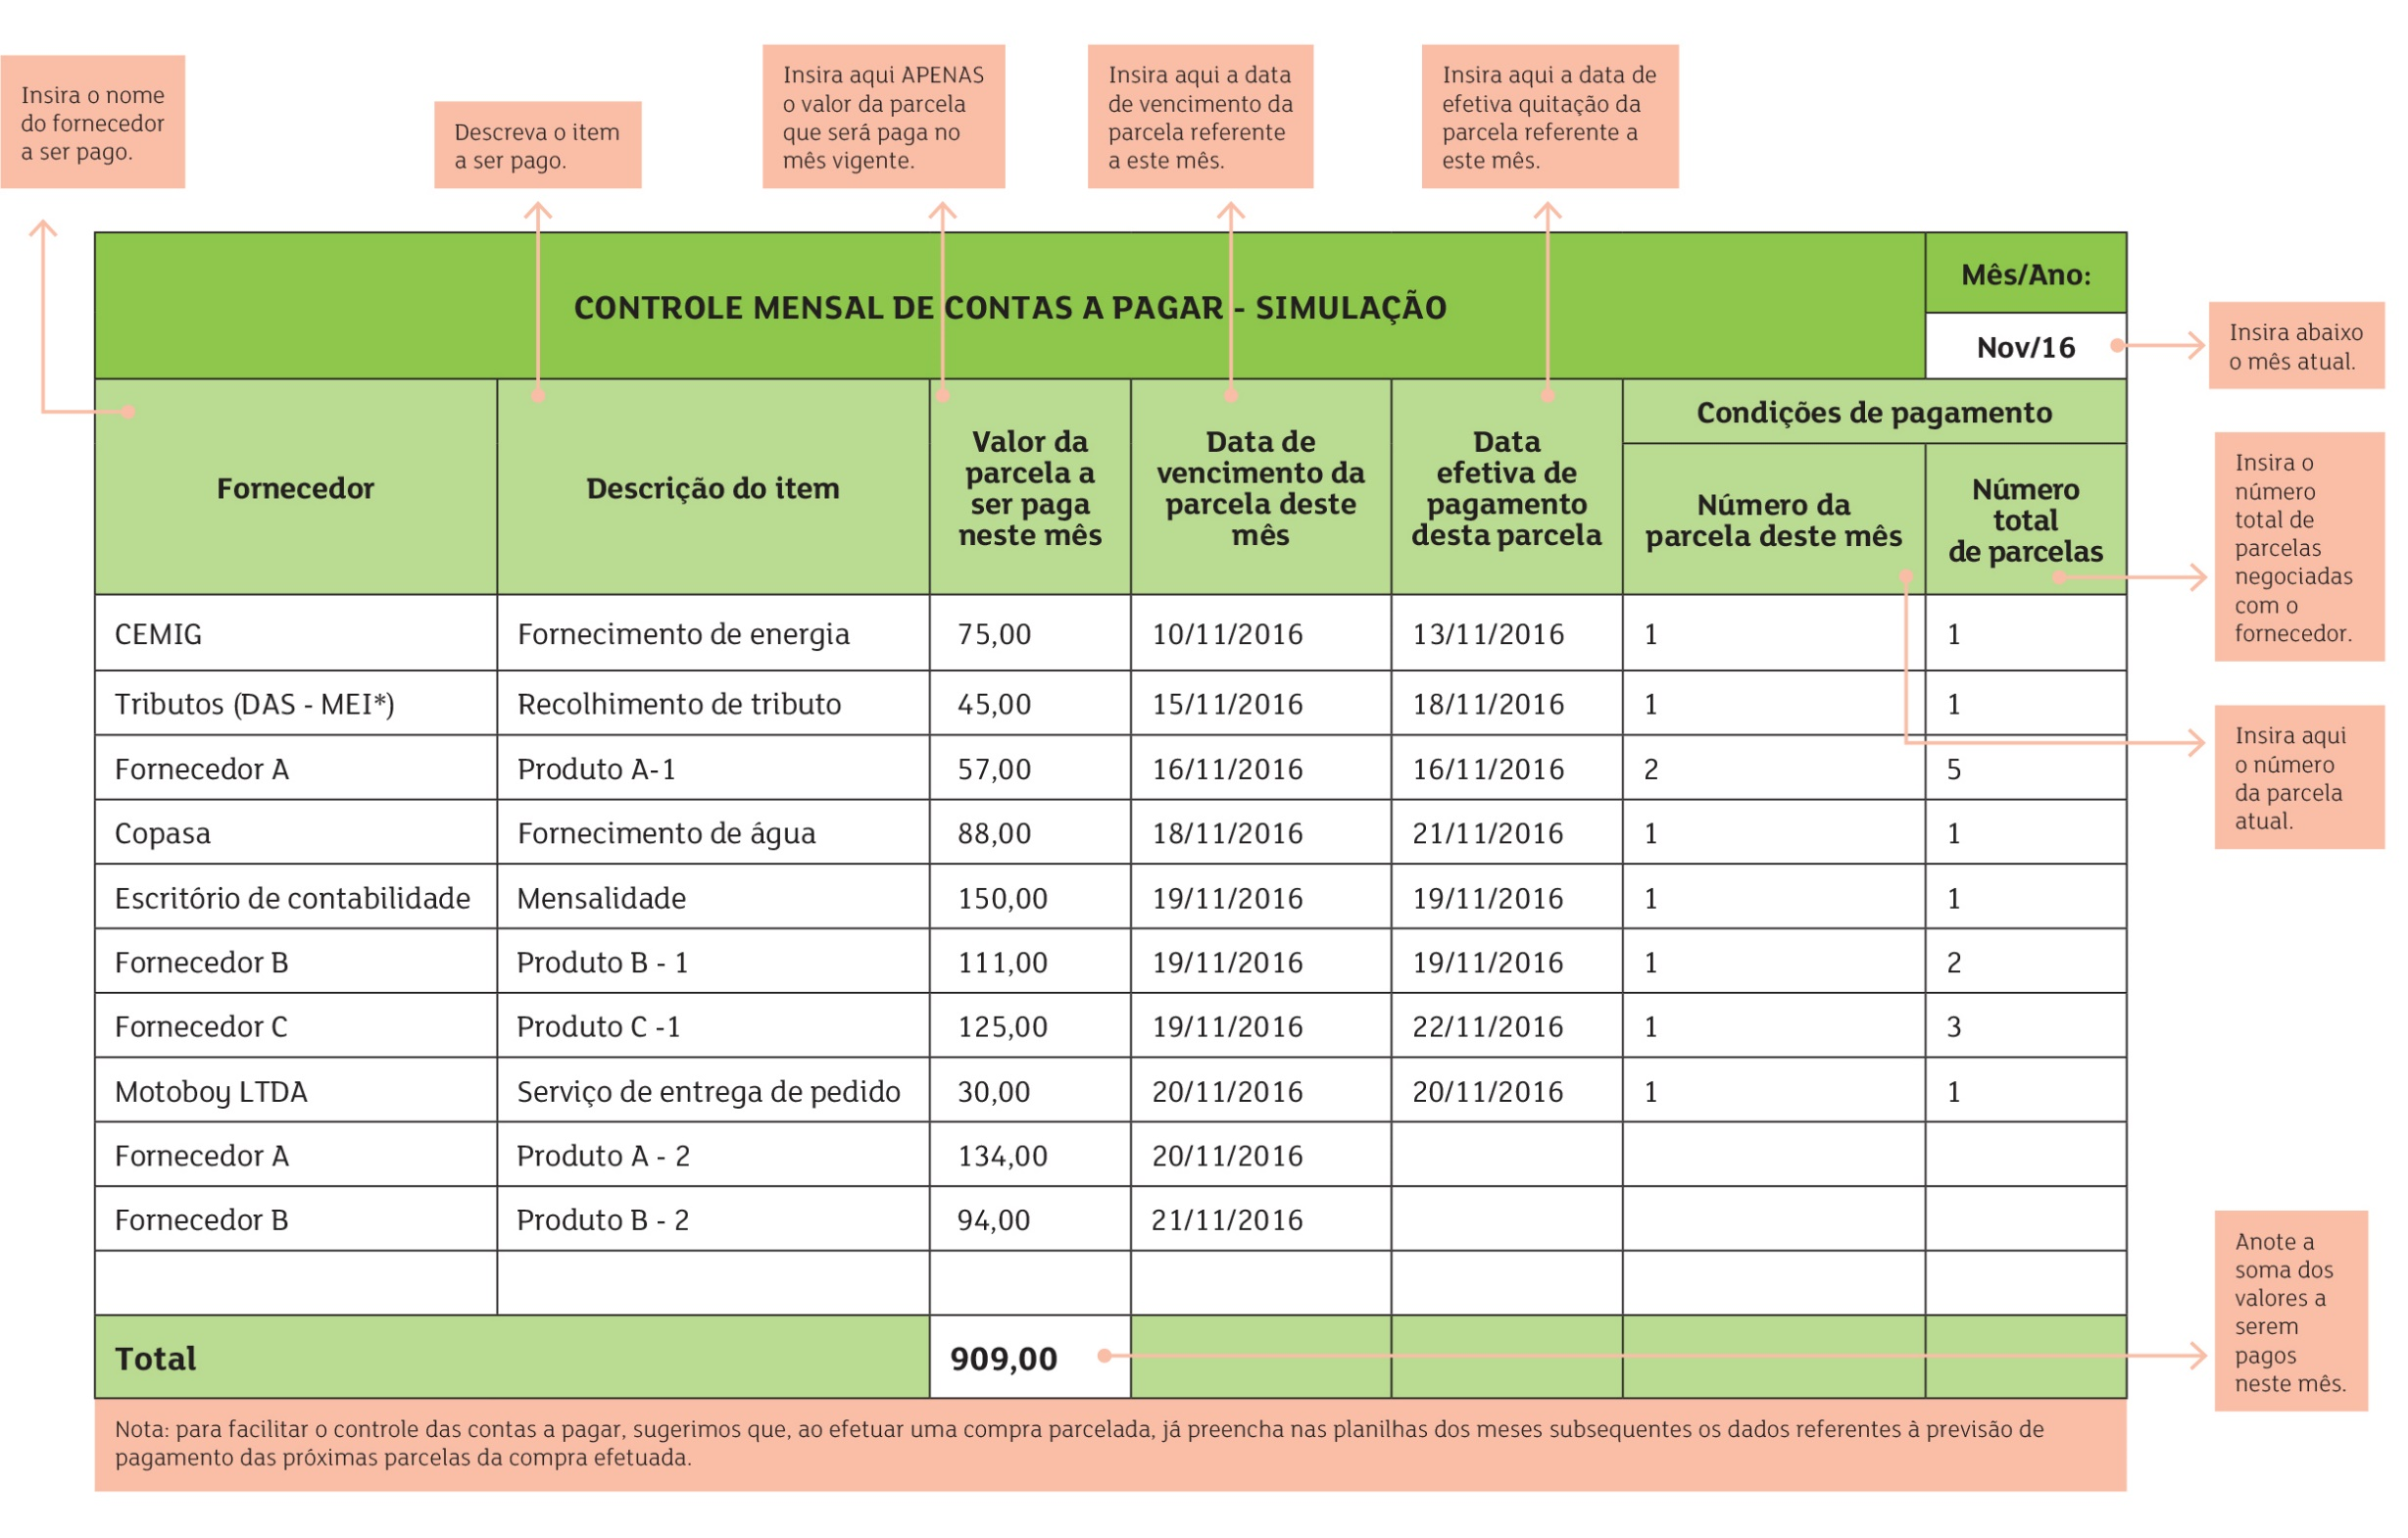 Insira o nome
do fornecedor
a ser pago.
Descreva o item
a ser pago.
Insira aqui APENAS
o valor da parcela
que será paga no
mês vigente.
Insira aqui a data
de vencimento da
parcela referente
a este mês.
Insira aqui a data de
efetiva quitação da
parcela referente a
este mês.
CONTROLE MENSAL DE CONTAS A PAGAR - SIMULAÇÃO
Mês/Ano:
Nov/16
Insira abaixo
o mês atual.
Fornecedor
Descrição do item
Valor da
parcela a
ser paga
neste mês
Data de
vencimento da
parcela deste
mês
Data
efetiva de
pagamento
desta parcela
Condições de pagamento
Número da
parcela deste mês
Número
total
de parcelas
Insira o
número
total de
parcelas
negociadas
com o
fornecedor.
CEMIG Fornecimento de energia 75,00 10/11/2016 13/11/2016 1 1
Tributos (DAS - MEI*) Recolhimento de tributo 45,00 15/11/2016 18/11/2016 1 1
Fornecedor A Produto A-1 57,00 16/11/2016 16/11/2016 2 5
Insira aqui
o número
da parcela
atual.
Copasa Fornecimento de água 88,00 18/11/2016 21/11/2016 1 1
Escritório de contabilidade Mensalidade 150,00 19/11/2016 19/11/2016 1 1
Fornecedor B Produto B - 1 111,00 19/11/2016 19/11/2016 1 2
Fornecedor C Produto C -1 125,00 19/11/2016 22/11/2016 1 3
Motoboy LTDA Serviço de entrega de pedido 30,00 20/11/2016 20/11/2016 1 1
Fornecedor A Produto A - 2 134,00 20/11/2016
Fornecedor B Produto B - 2 94,00 21/11/2016
Total 909,00
Anote a
soma dos
valores a
serem
pagos
neste mês.
Nota: para facilitar o controle das contas a pagar, sugerimos que, ao efetuar uma compra parcelada, já preencha nas planilhas dos meses subsequentes os dados referentes à previsão de
pagamento das próximas parcelas da compra efetuada.